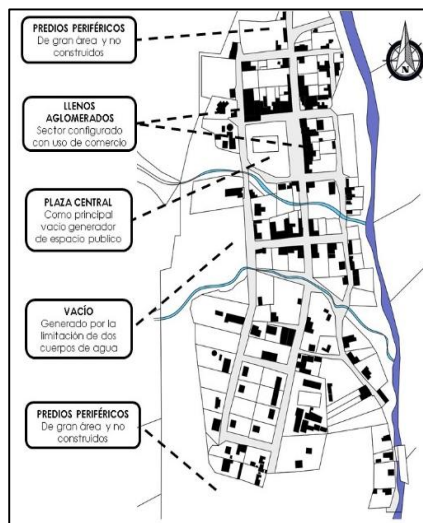 PREDIOS PERIFÉRICOS
De gran área y no
construidos
LLENOS
AGLOMERADOS
Sector configurado
con uso de comercio
PLAZA CENTRAL
Como principal
vacío generador
de espacio publico
VACÍO
Generado por la
limitación de dos
cuerpos de agua
PREDIOS PERIFÉRICOS
De gran área y no
construidos
N